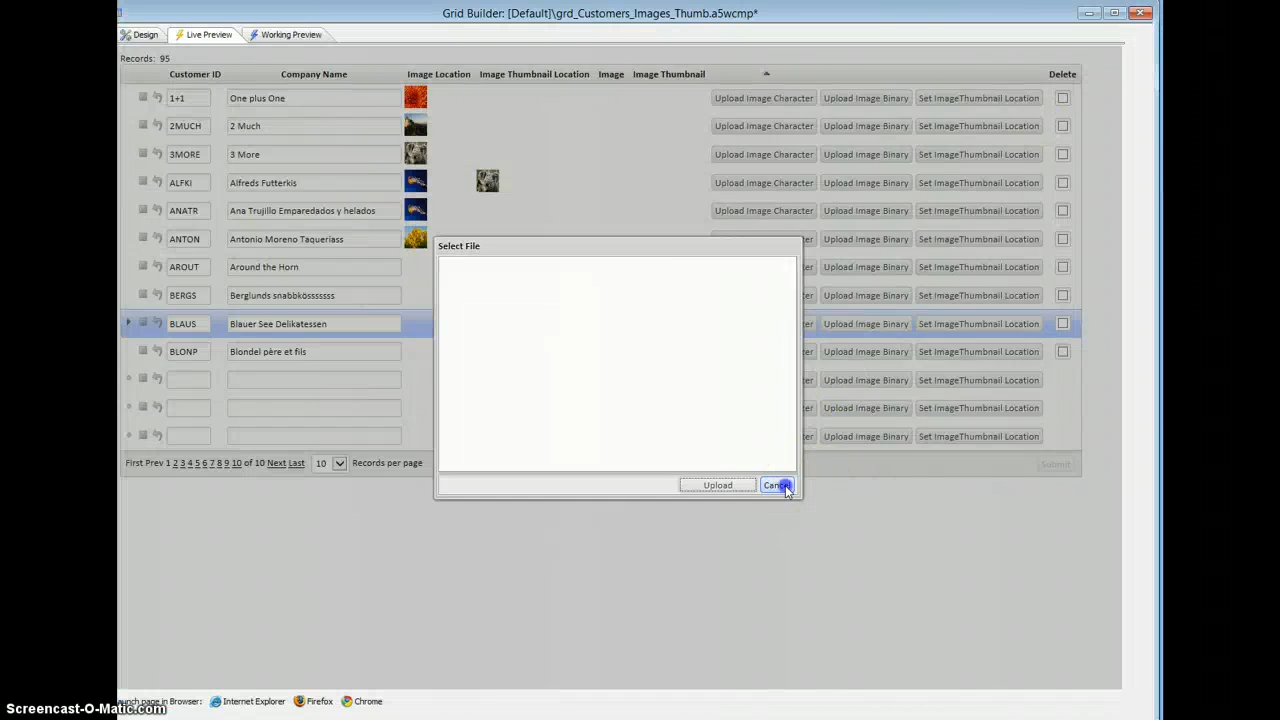 Grid Builder: [Default]\grd_Customers_Images_Thumb.a5wcmp*
Design Live Preview Working Preview
Records: 95
Customer ID Company Name Image Location Image Thumbnail Location Image Image Thumbnail Delete
1+1 One plus One Upload Image Character Upload Image Binary Set ImageThumbnail Location
2MUCH 2 Much Upload Image Character Upload Image Binary Set ImageThumbnail Location
3MORE 3 More Upload Image Character Upload Image Binary Set ImageThumbnail Location
ALFKI Alfreds Futterkis Upload Image Character Upload Image Binary Set ImageThumbnail Location
ANATR Ana Trujillo Emparedados y helados Upload Image Character Upload Image Binary Set ImageThumbnail Location
ANTON Antonio Moreno Taqueriass Upload Image Binary Set ImageThumbnail Location
Select File
AROUT Around the Horn Upload Image Binary Set ImageThumbnail Location
BERGS Berglunds snabbkösssssss Upload Image Binary Set ImageThumbnail Location
BLAUS Blauer See Delikatessen Upload Image Binary Set ImageThumbnail Location
BLONP Blondel père et fils Upload Image Binary Set ImageThumbnail Location
Upload Image Binary Set ImageThumbnail Location
Upload Image Binary Set ImageThumbnail Location
Upload Image Binary Set ImageThumbnail Location
First Prev 1 2 3 4 5 6 7 8 9 10 of 10 Next Last 10 Records per page Submit
Upload Cancel
page in Browser: Internet Explorer Firefox Chrome
Screencast-O-Matic.com